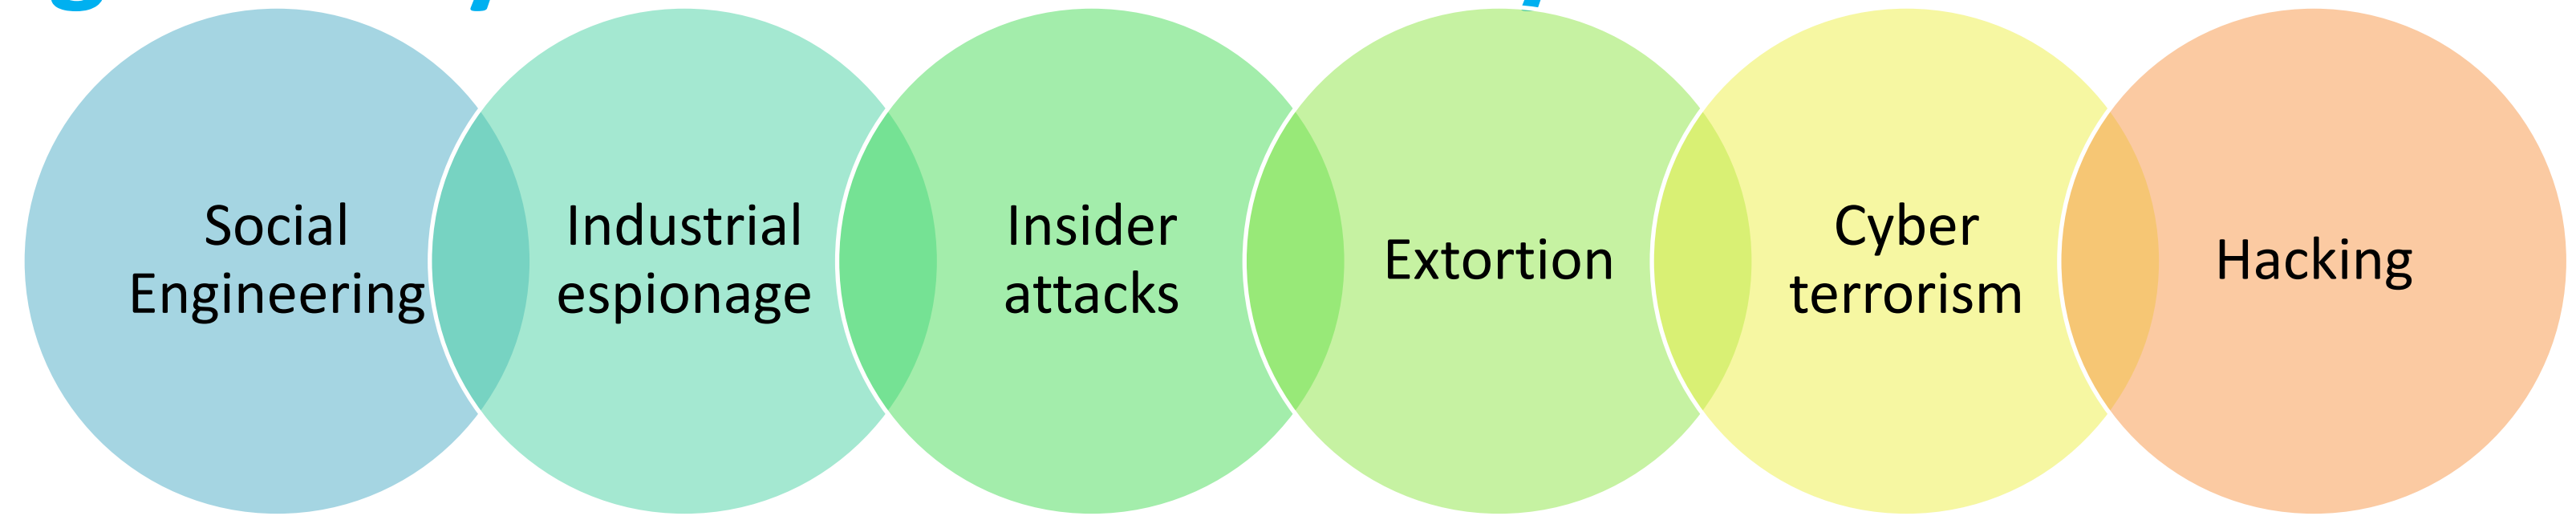 Social
Engineering
Industrial
espionage
Insider
attacks
Extortion
Cyber
terrorism
Hacking